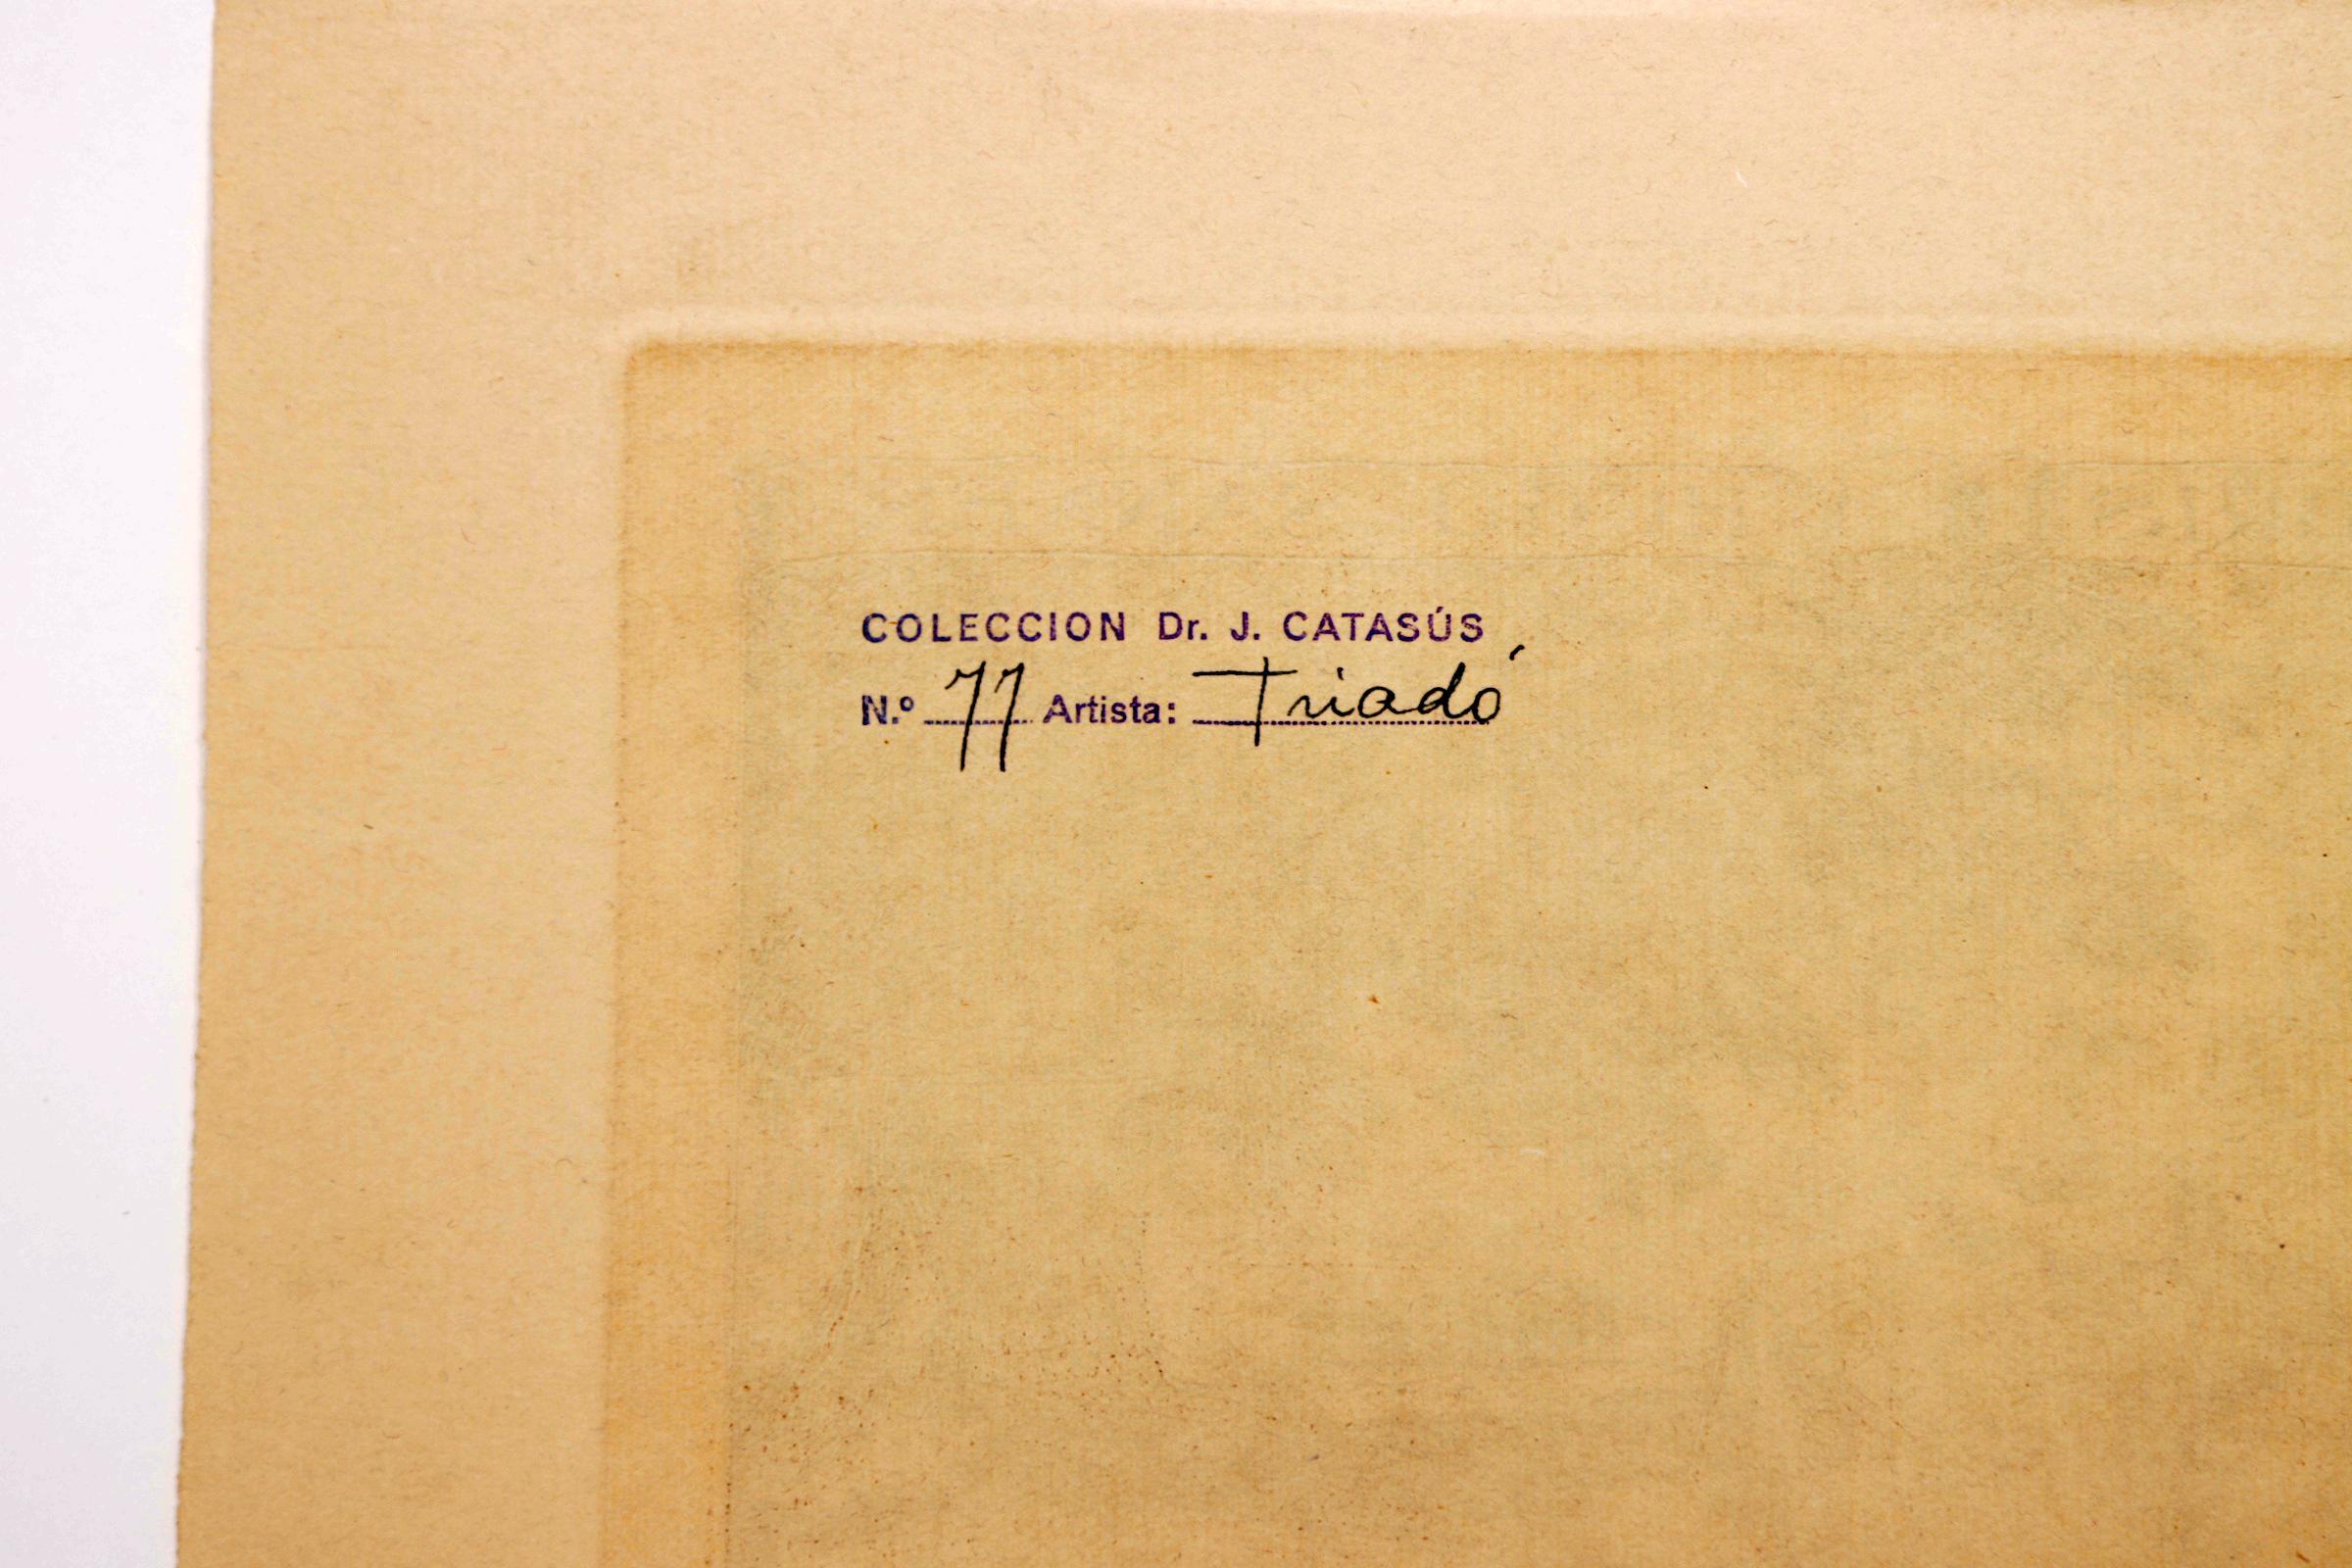 COLECCION Dr. J. CATASÚS
N.º 77 Artista: Triadó